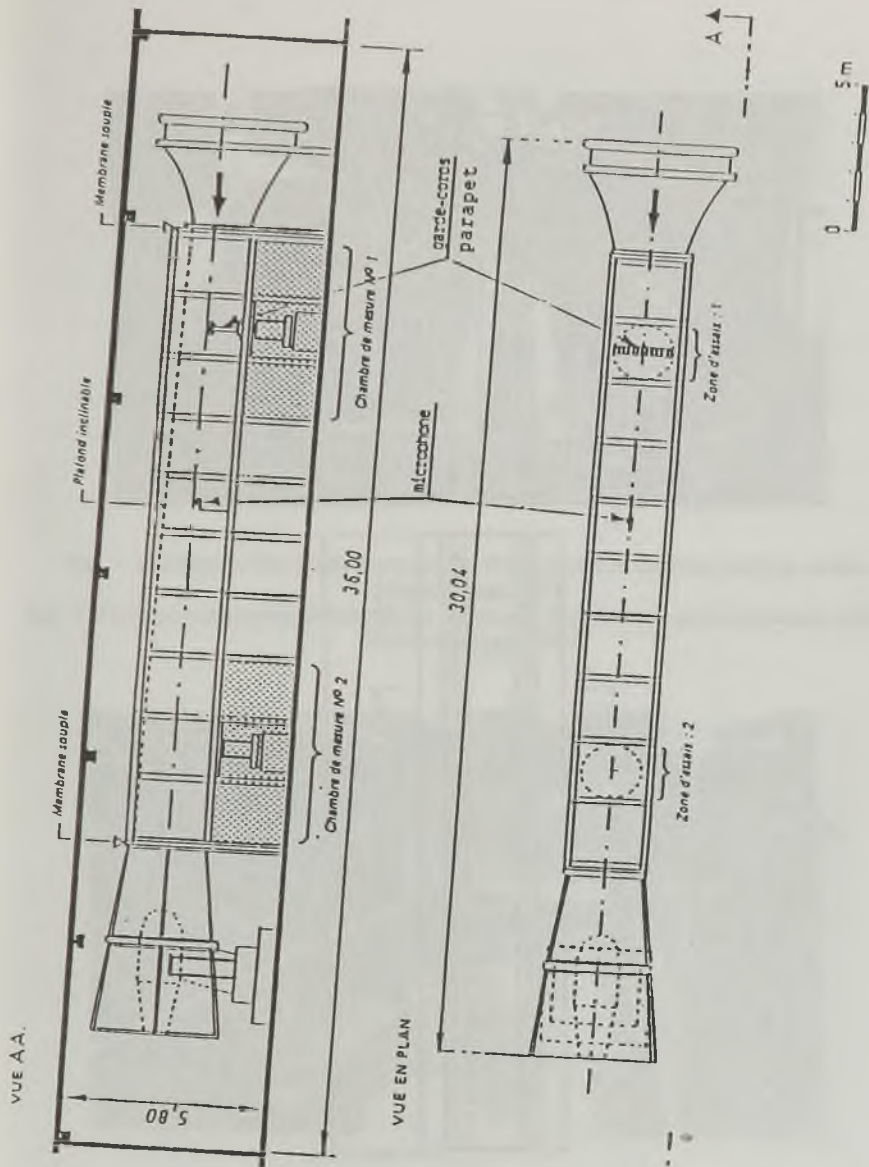 VUE A.A.
Membrane souple
Plafond inclinable
Membrane souple
5,80
Chambre de mesure Nº 2
Chambre de mesure Nº 1
36,00
microphone
garde-corps
parapet
VUE EN PLAN
30,04
Zone d'essais : 2
Zone d'essais : 1
A
0
5 m